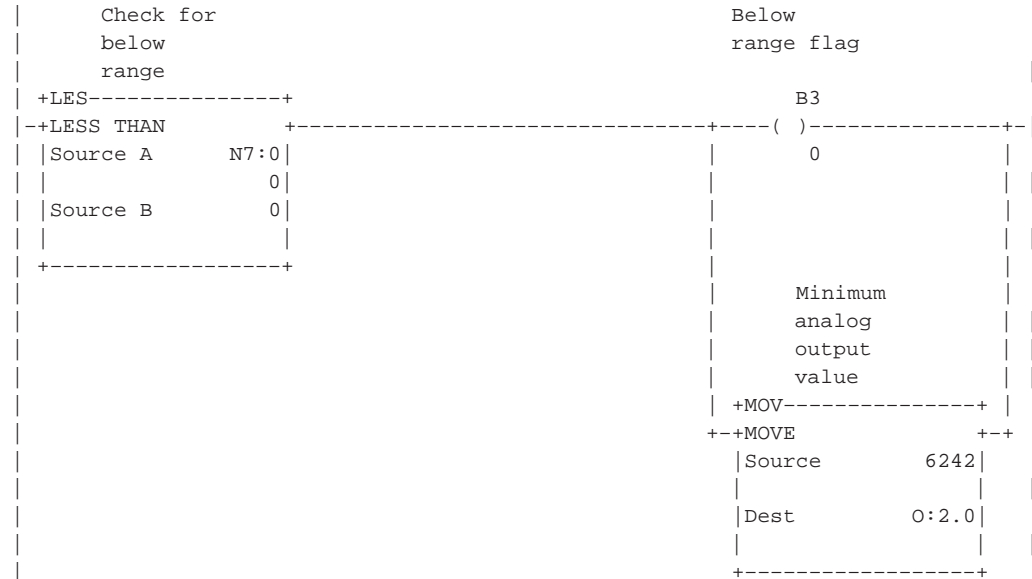 Check for Below
below range flag
range
+LES---------------+ B3
-+LESS THAN +--------------------------------+----( )---------------+-
|Source A N7:0| | 0 |
| 0| | |
|Source B 0| | |
| | | |
+------------------+ | |
| Minimum |
| analog |
| output |
| value |
| +MOV---------------+ |
+-+MOVE +-+
|Source 6242|
| |
|Dest O:2.0|
| |
+------------------+